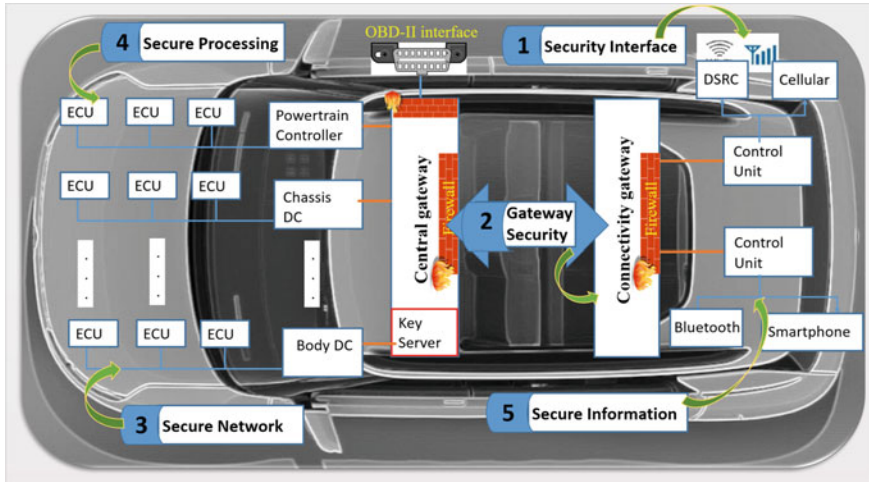 OBD-II interface
4 Secure Processing
1 Security Interface
DSRC
Cellular
ECU
ECU
ECU
Powertrain
Controller
Control
Unit
ECU
ECU
ECU
Chassis
DC
Central gateway
Firewall
2 Gateway
Security
Connectivity gateway
Firewall
Control
Unit
ECU
ECU
ECU
Body DC
Key
Server
Bluetooth
Smartphone
3 Secure Network
5 Secure Information